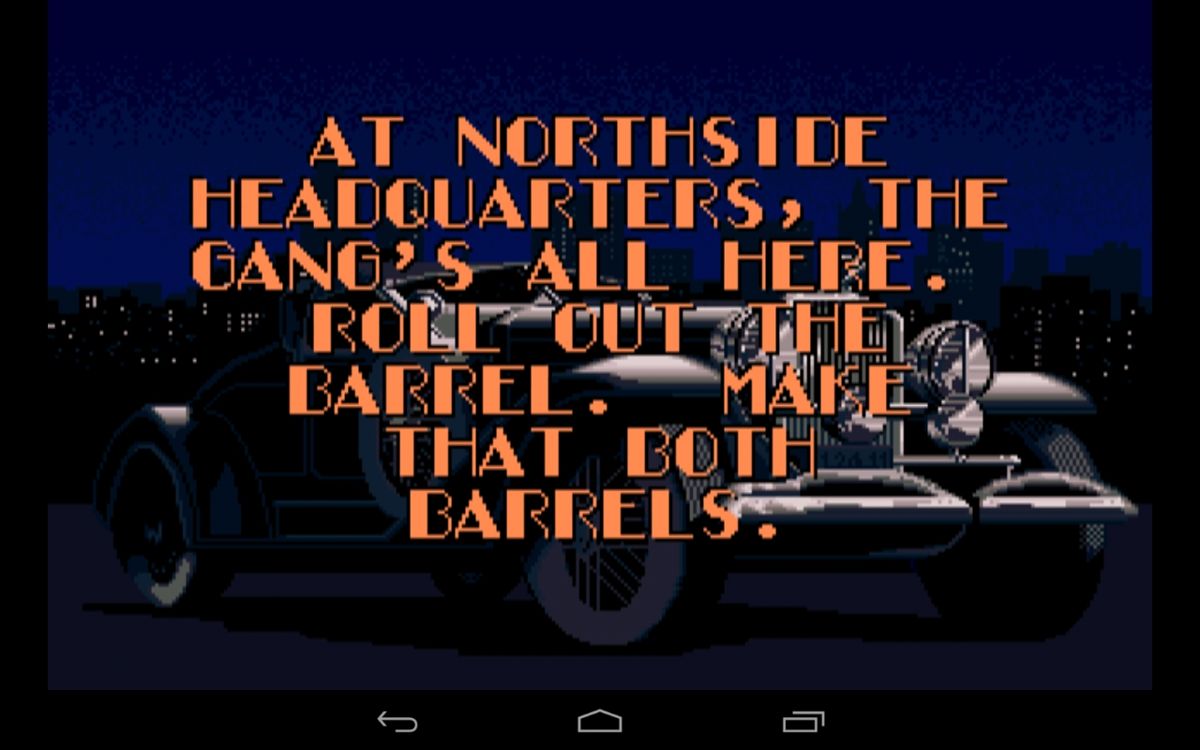 AT NORTHSIDE
HEADQUARTERS, THE
GANG'S ALL HERE.
ROLL OUT THE
BARREL. MAKE
THAT BOTH
BARRELS.